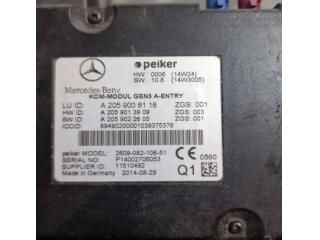 peiker
HW 0006 (14W24)
SW 10.8 (14W3005)
Mercedes-Benz
KOM-MODUL GEN3 A-ENTRY
LU ID: A 205 900 81 18 ZGS: 001
HW ID: A 205 901 39 09 ZGS: 003
SW ID: A 205 902 26 05 ZGS: 001
ICCID: 89490200001039375376
peiker MODEL: 2609-082-106-51
SERIAL NO: P14002706053
SUPPLIER ID: 11510492
Made in Germany 2014-08-29
CE 0560
Q1